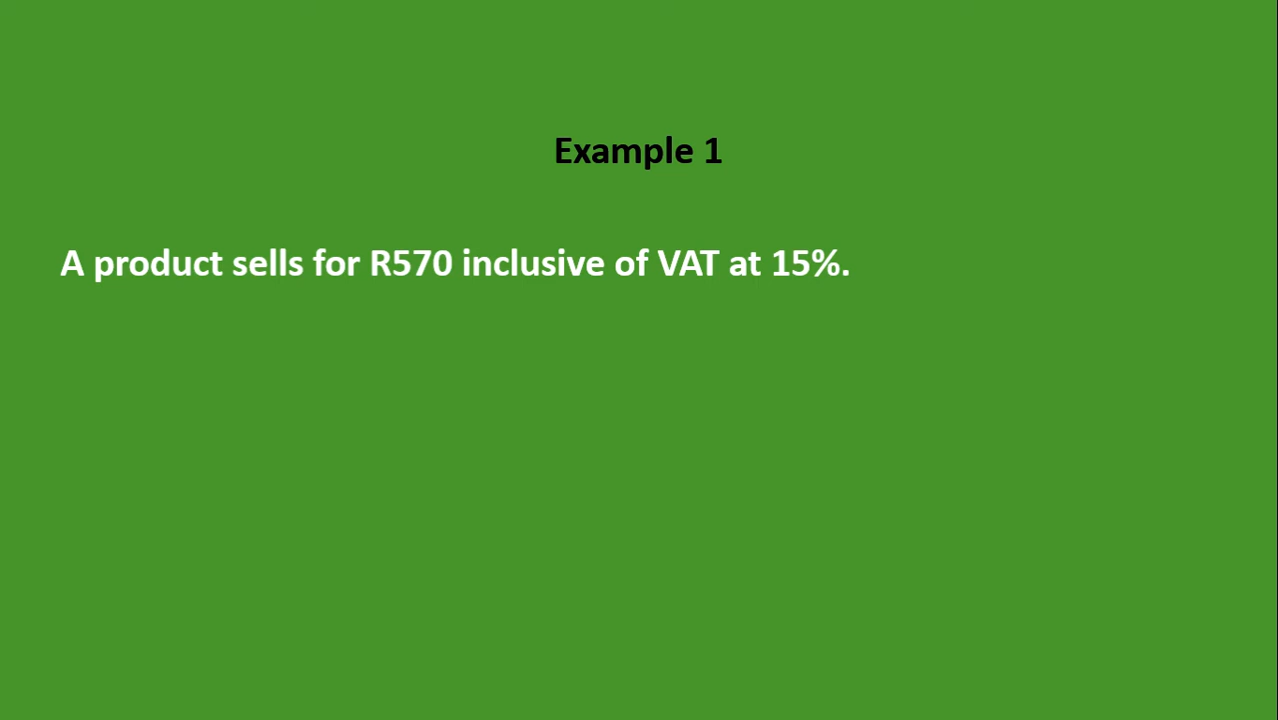 Example 1
A product sells for R570 inclusive of VAT at 15%.